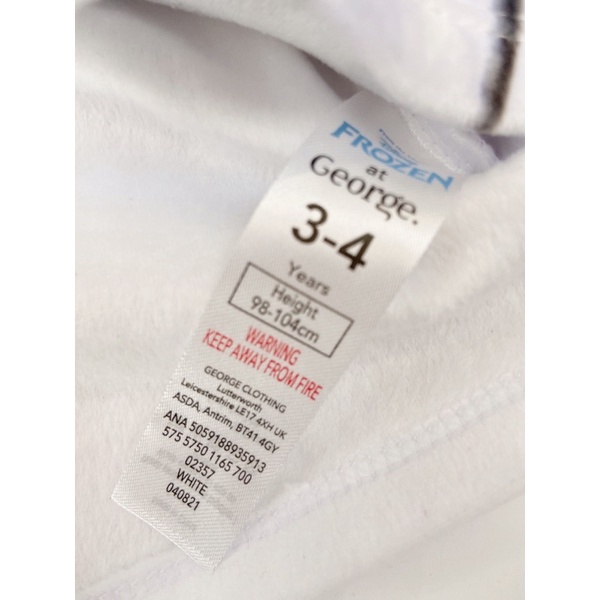 FROZEN
at
George.
3-4
Years
Height
98-104cm
WARNING
KEEP AWAY FROM FIRE
GEORGE CLOTHING
Lutterworth
Leicestershire LE17 4XH UK
ASDA, Antrim, BT41 4GY
ANA 5059188935913
575 5750 1165 700
02357
WHITE
040821